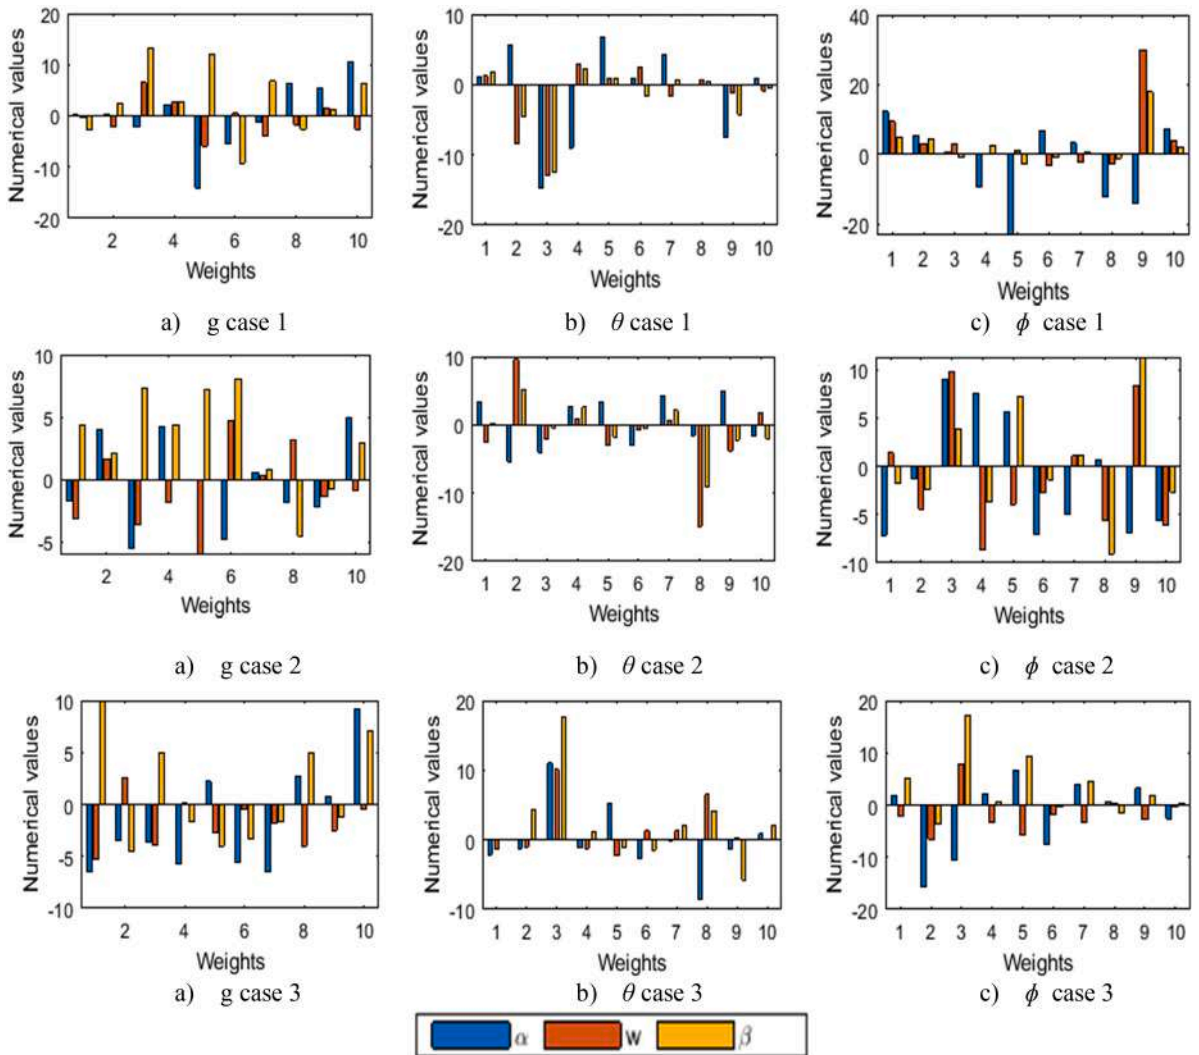 20
10
0
-10
-20
Numerical values
2 4 6 8 10
Weights
a) g case 1
10
0
-10
-20
Numerical values
1 2 3 4 5 6 7 8 9 10
Weights
b) θ case 1
40
20
0
-20
Numerical values
1 2 3 4 5 6 7 8 9 10
Weights
c) ϕ case 1
10
5
0
-5
Numerical values
2 4 6 8 10
Weights
a) g case 2
10
0
-10
-20
Numerical values
1 2 3 4 5 6 7 8 9 10
Weights
b) θ case 2
10
5
0
-5
-10
Numerical values
1 2 3 4 5 6 7 8 9 10
Weights
c) ϕ case 2
10
5
0
-5
-10
Numerical values
2 4 6 8 10
Weights
a) g case 3
20
10
0
-10
Numerical values
1 2 3 4 5 6 7 8 9 10
Weights
b) θ case 3
20
10
0
-10
-20
Numerical values
1 2 3 4 5 6 7 8 9 10
Weights
c) ϕ case 3
α w β